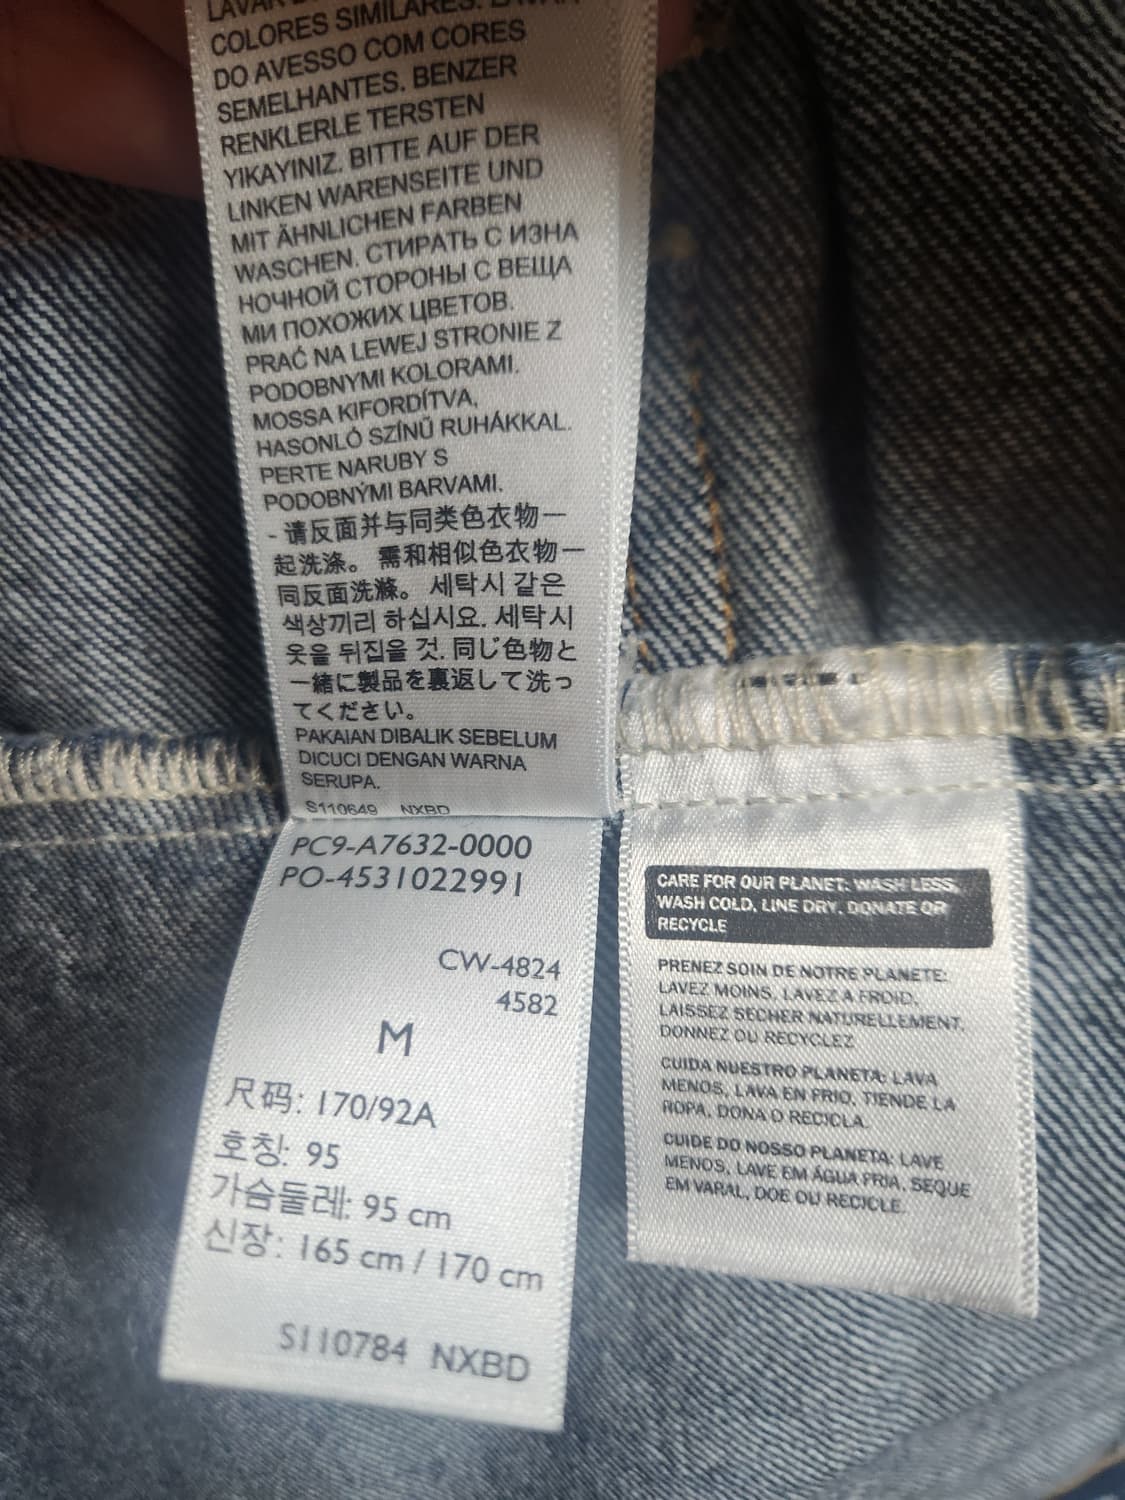 COLORES SIMILARES.
DO AVESSO COM CORES
SEMELHANTES. BENZER
RENKLERLE TERSTEN
YIKAYINIZ. BITTE AUF DER
LINKEN WARENSEITE UND
MIT ÄHNLICHEN FARBEN
WASCHEN. СТИРАТЬ С ИЗНА
НОЧНОЙ СТОРОНЫ С ВЕЩА
МИ ПОХОЖИХ ЦВЕТОВ.
PRAĆ NA LEWEJ STRONIE Z
PODOBNYMI KOLORAMI.
MOSSA KIFORDÍTVA,
HASONLÓ SZÍNŰ RUHÁKKAL.
PERTE NARUBY S
PODOBNÝMI BARVAMI.
- 请反面并与同类色衣物一
起洗涤。 需和相似色衣物一
同反面洗滌。 세탁시 같은
색상끼리 하십시요. 세탁시
옷을 뒤집을 것. 同じ色物と
一緒に製品を裏返して洗っ
てください。
PAKAIAN DIBALIK SEBELUM
DICUCI DENGAN WARNA
SERUPA.
S110649 NXBD
PC9-A7632-0000
PO-4531022991
CW-4824
4582
M
尺码: 170/92A
호칭: 95
가슴둘레: 95 cm
신장: 165 cm / 170 cm
S110784 NXBD
CARE FOR OUR PLANET: WASH LESS,
WASH COLD, LINE DRY, DONATE OR
RECYCLE
PRENEZ SOIN DE NOTRE PLANETE:
LAVEZ MOINS, LAVEZ A FROID,
LAISSEZ SECHER NATURELLEMENT,
DONNEZ OU RECYCLEZ
CUIDA NUESTRO PLANETA: LAVA
MENOS, LAVA EN FRIO, TIENDE LA
ROPA, DONA O RECICLA.
CUIDE DO NOSSO PLANETA: LAVE
MENOS, LAVE EM ÁGUA FRIA, SEQUE
EM VARAL, DOE OU RECICLE.